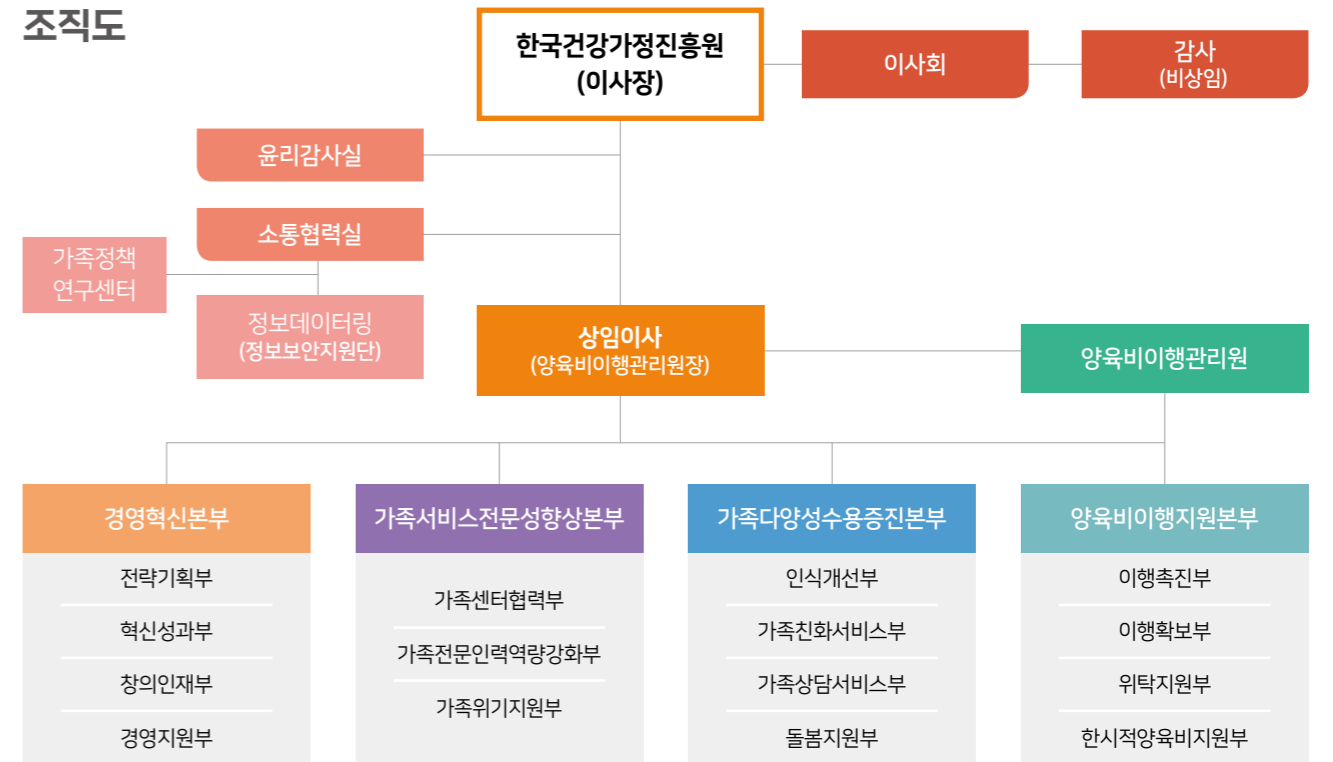 조직도
한국건강가정진흥원
(이사장)
이사회
감사
(비상임)
윤리감사실
소통협력실
가족정책
연구센터
정보데이터링
(정보보안지원단)
상임이사
(양육비이행관리원장)
양육비이행관리원
경영혁신본부
전략기획부
혁신성과부
창의인재부
경영지원부
가족서비스전문성향상본부
가족센터협력부
가족전문인력역량강화부
가족위기지원부
가족다양성수용증진본부
인식개선부
가족친화서비스부
가족상담서비스부
돌봄지원부
양육비이행지원본부
이행촉진부
이행확보부
위탁지원부
한시적양육비지원부